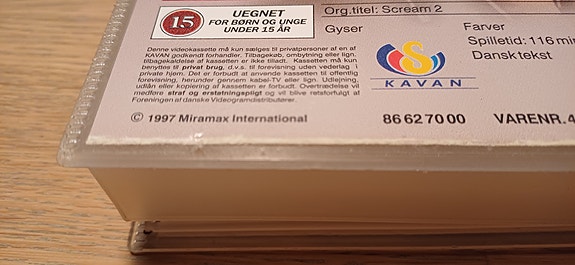 15
UEGNET
FOR BØRN OG UNGE
UNDER 15 ÅR
Org.titel: Scream 2
Gyser
Farver
Spilletid: 116 min
Dansk tekst
Denne videokassette må kun sælges til privatpersoner af en af
KAVAN godkendt forhandler. Tilbagekøb, ombytning eller lign.
tilbagekaldelse af kassetten er ikke tilladt. Kassetten må kun
benyttes til privat brug, d.v.s. til forevisning uden vederlag i
private hjem. Det er forbudt at anvende kassetten til offentlig
forevisning, herunder gennem kabel-TV eller lign. Udlejning,
udlån eller kopiering af kassetten er forbudt. Overtrædelse vil
medføre straf og erstatningspligt og vil blive retsforfulgt af
Foreningen af danske Videogramdistributører.
KAVAN
© 1997 Miramax International
86 62 70 00
VARENR.4